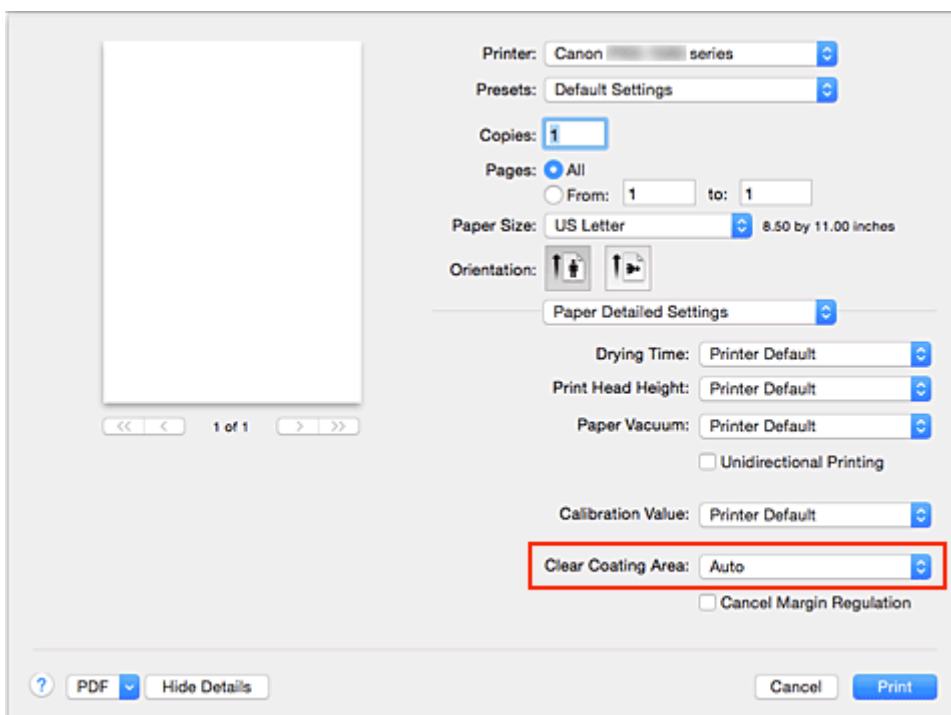 Printer: Canon series
Presets: Default Settings
Copies: 1
Pages: All
From: 1 to: 1
Paper Size: US Letter 8.50 by 11.00 inches
Orientation:
Paper Detailed Settings
Drying Time: Printer Default
Print Head Height: Printer Default
Paper Vacuum: Printer Default
Unidirectional Printing
Calibration Value: Printer Default
Clear Coating Area: Auto
Cancel Margin Regulation
<< < 1 of 1 > >>
? PDF Hide Details Cancel Print